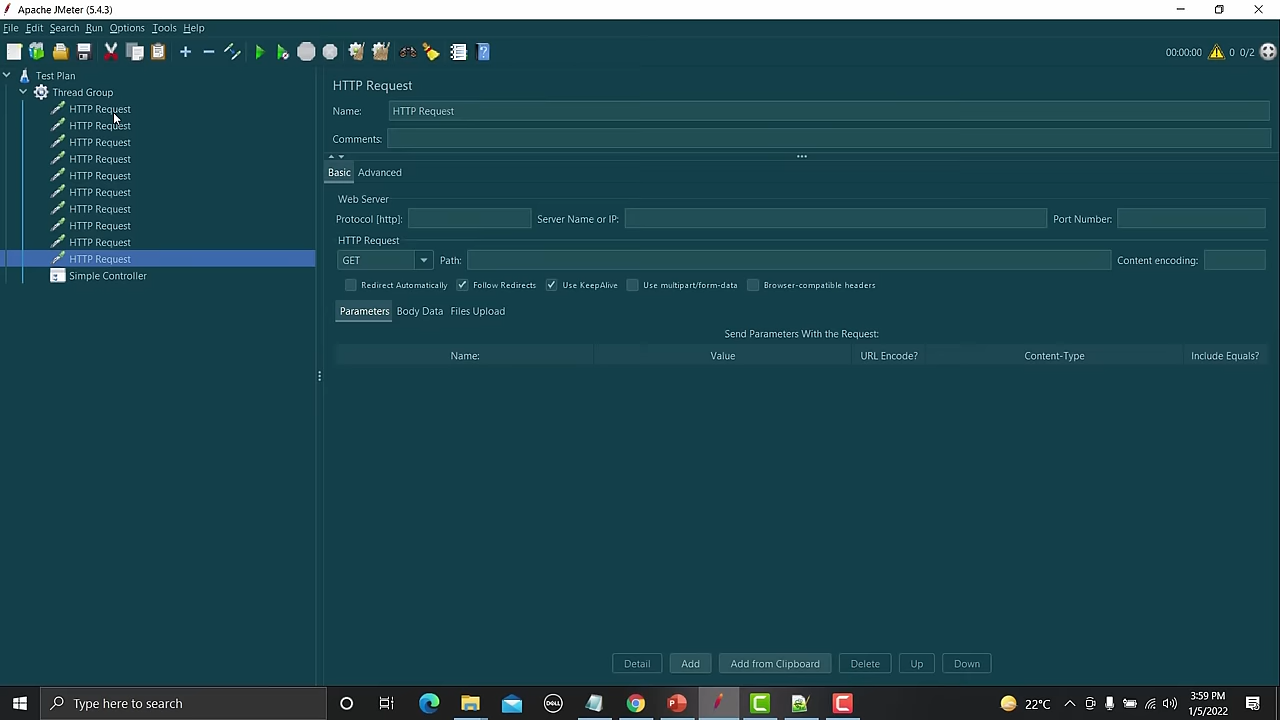 Apache JMeter (5.4.3)
File Edit Search Run Options Tools Help
00:00:00 0 0/2
Test Plan
Thread Group
HTTP Request
HTTP Request
HTTP Request
HTTP Request
HTTP Request
HTTP Request
HTTP Request
HTTP Request
HTTP Request
HTTP Request
Simple Controller
HTTP Request
Name: HTTP Request
Comments:
Basic Advanced
Web Server
Protocol [http]: Server Name or IP: Port Number:
HTTP Request
GET Path: Content encoding:
Redirect Automatically Follow Redirects Use KeepAlive Use multipart/form-data Browser-compatible headers
Parameters Body Data Files Upload
Send Parameters With the Request:
Name: Value URL Encode? Content-Type Include Equals?
Detail Add Add from Clipboard Delete Up Down
Type here to search
DELL
22°C
3:59 PM
1/5/2022